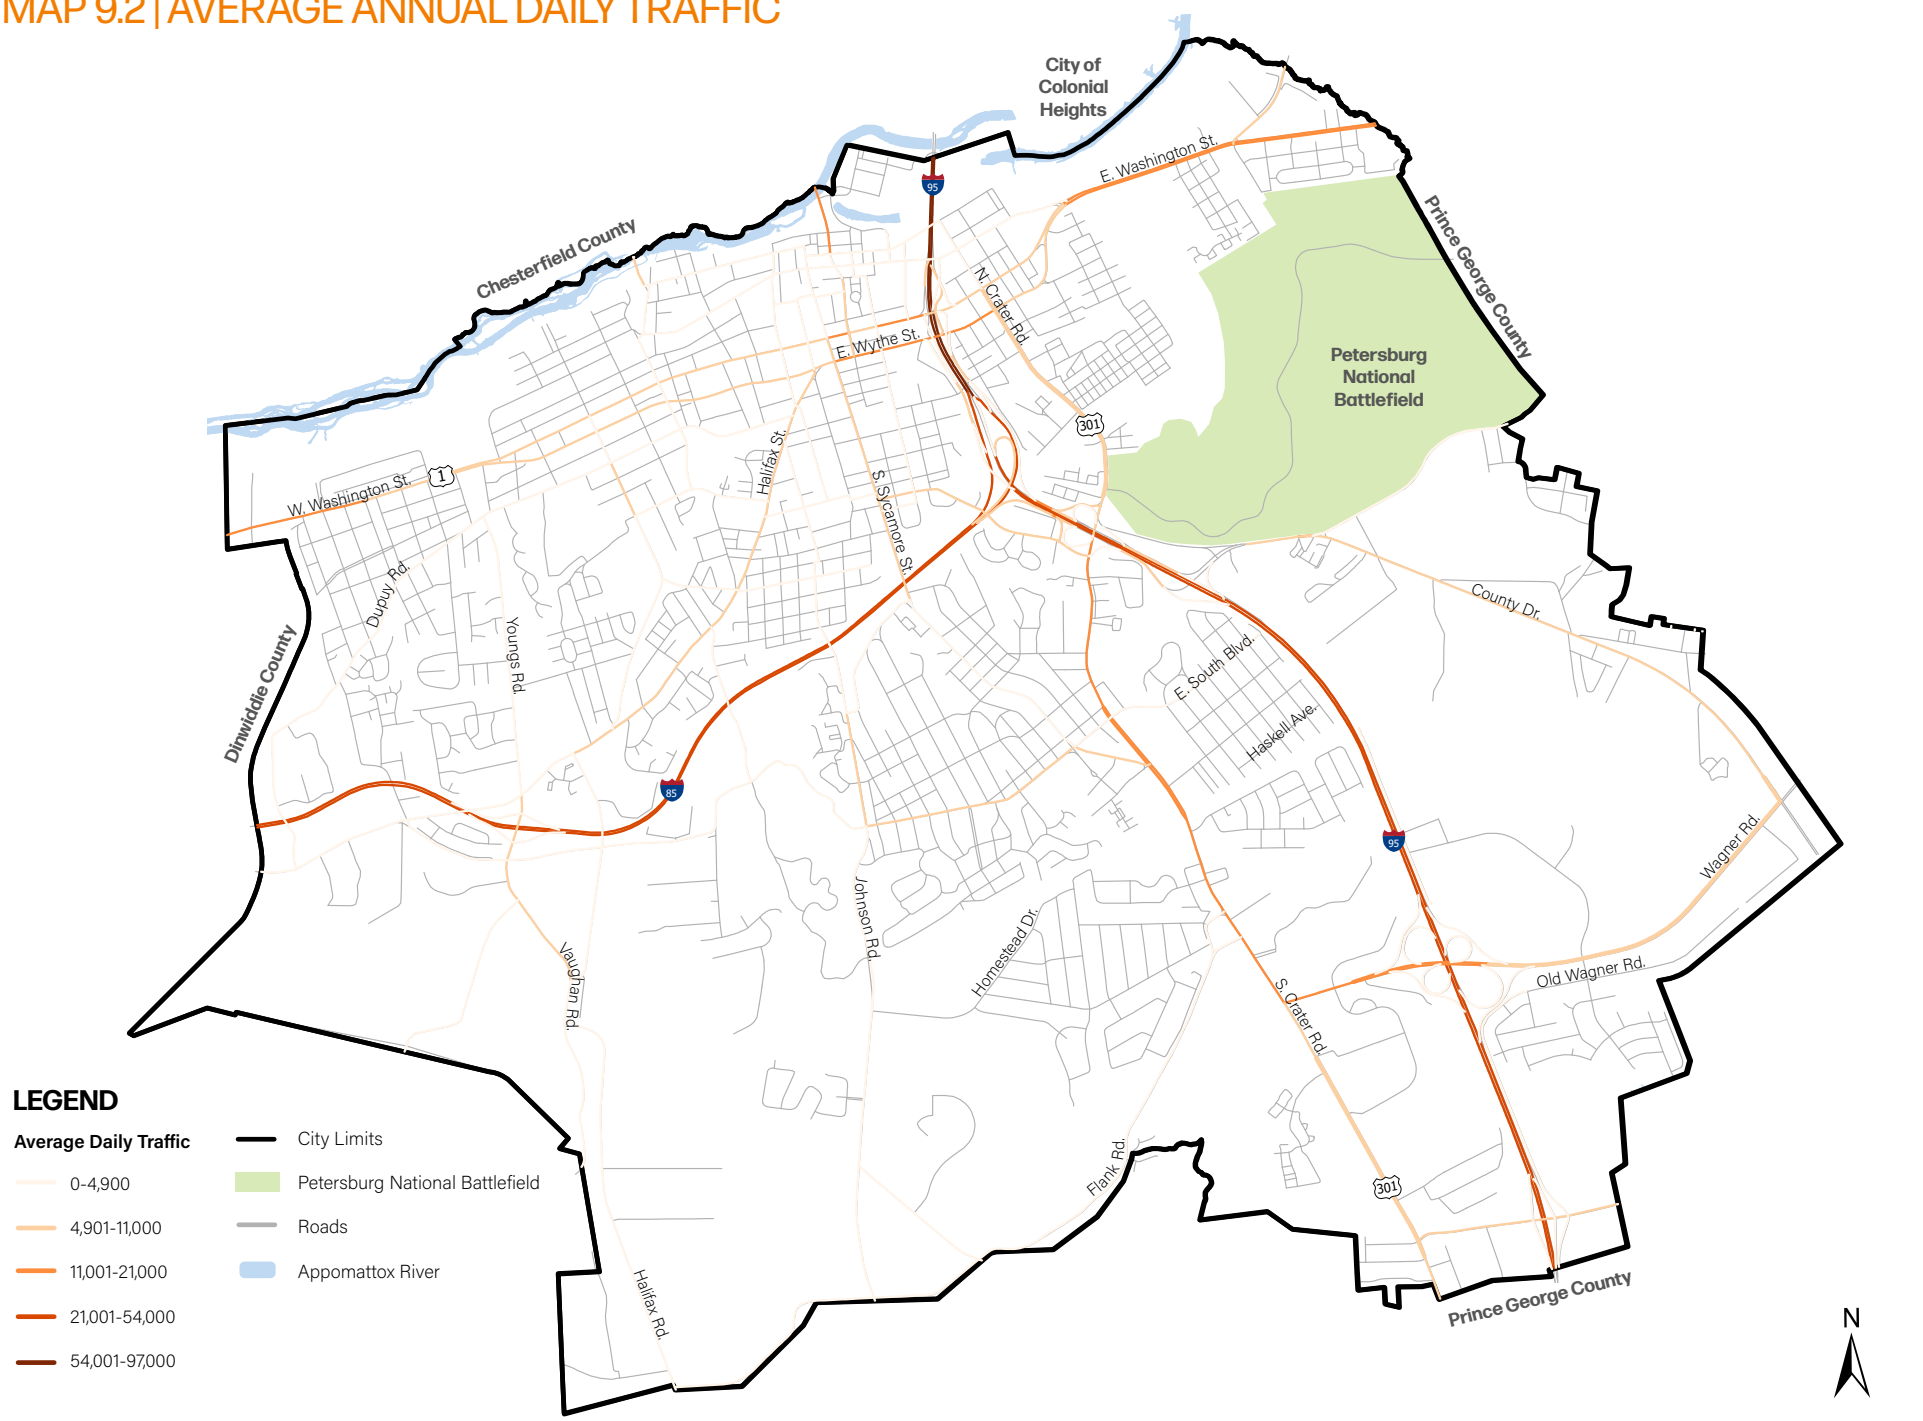 MAP 9.2 | AVERAGE ANNUAL DAILY TRAFFIC
City of
Colonial
Heights
95
E. Washington St.
Chesterfield County
Prince George County
N. Crater Rd.
E. Wythe St.
Petersburg
National
Battlefield
301
1
W. Washington St.
Halifax St.
S. Sycamore St.
Dupuy Rd.
Youngs Rd.
County Dr.
Dinwiddie County
E. South Blvd.
Haskell Ave.
85
95
Wagner Rd.
Johnson Rd.
Homestead Dr.
Vaughan Rd.
Old Wagner Rd.
S. Crater Rd.
Flank Rd.
301
Halifax Rd.
Prince George County
N
LEGEND
Average Daily Traffic
0-4,900
4,901-11,000
11,001-21,000
21,001-54,000
54,001-97,000
City Limits
Petersburg National Battlefield
Roads
Appomattox River